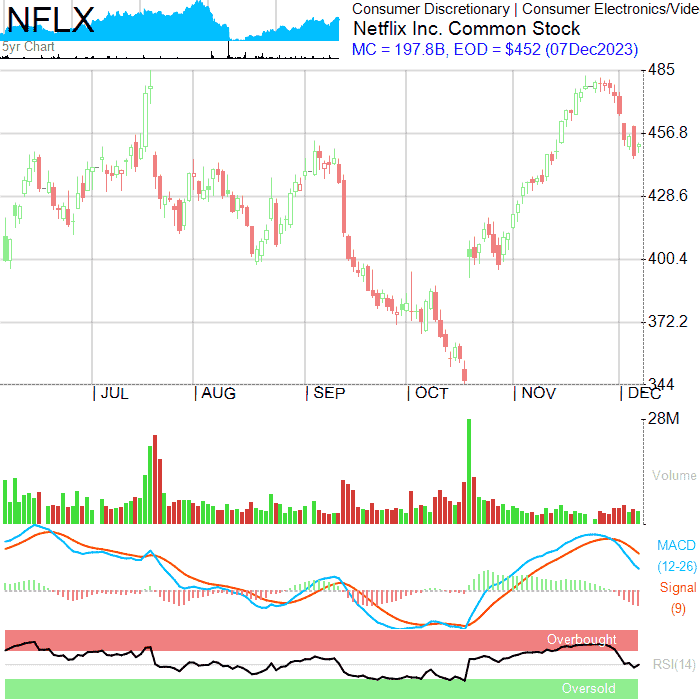 NFLX
5yr Chart
Consumer Discretionary | Consumer Electronics/Vide
Netflix Inc. Common Stock
MC = 197.8B, EOD = $452 (07Dec2023)
485
456.8
428.6
400.4
372.2
344
JUL AUG SEP OCT NOV DEC
28M
Volume
MACD
(12-26)
Signal
(9)
Overbought
RSI(14)
Oversold